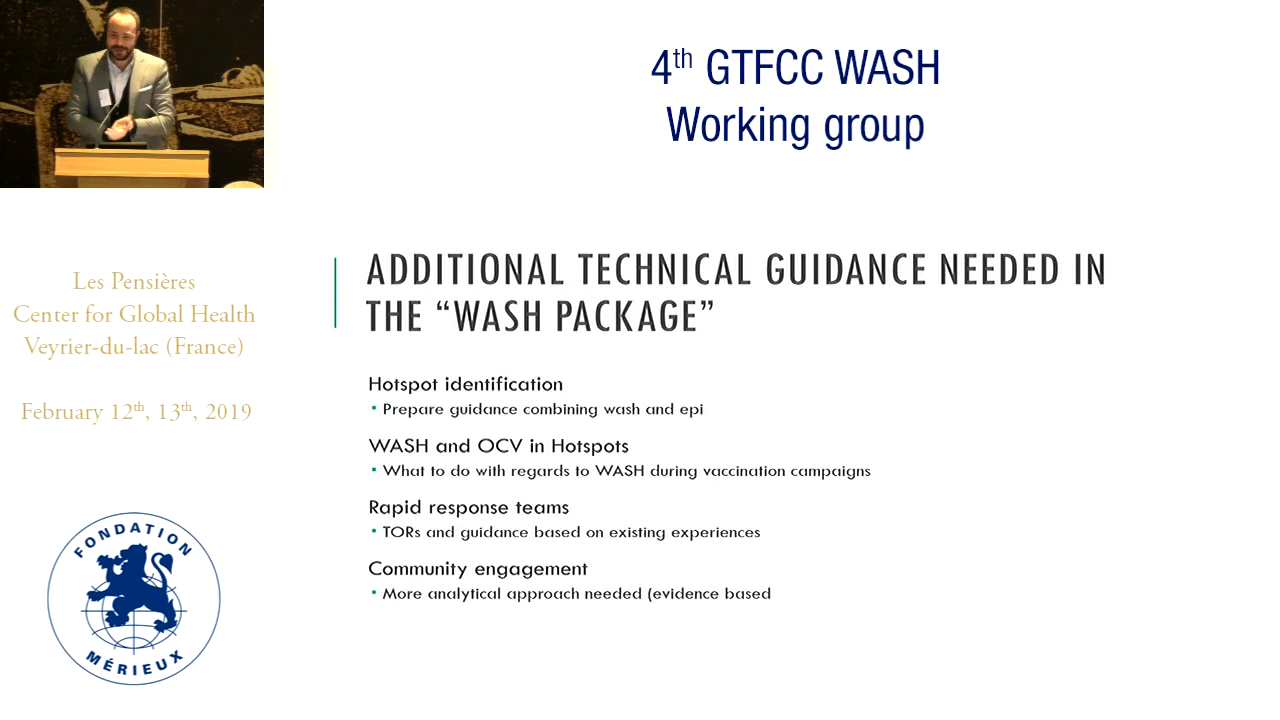 4th GTFCC WASH
Working group
Les Pensières
Center for Global Health
Veyrier-du-lac (France)
February 12th, 13th, 2019
FONDATION
MÉRIEUX
ADDITIONAL TECHNICAL GUIDANCE NEEDED IN
THE “WASH PACKAGE”
Hotspot identification
▪ Prepare guidance combining wash and epi
WASH and OCV in Hotspots
▪ What to do with regards to WASH during vaccination campaigns
Rapid response teams
▪ TORs and guidance based on existing experiences
Community engagement
▪ More analytical approach needed (evidence based